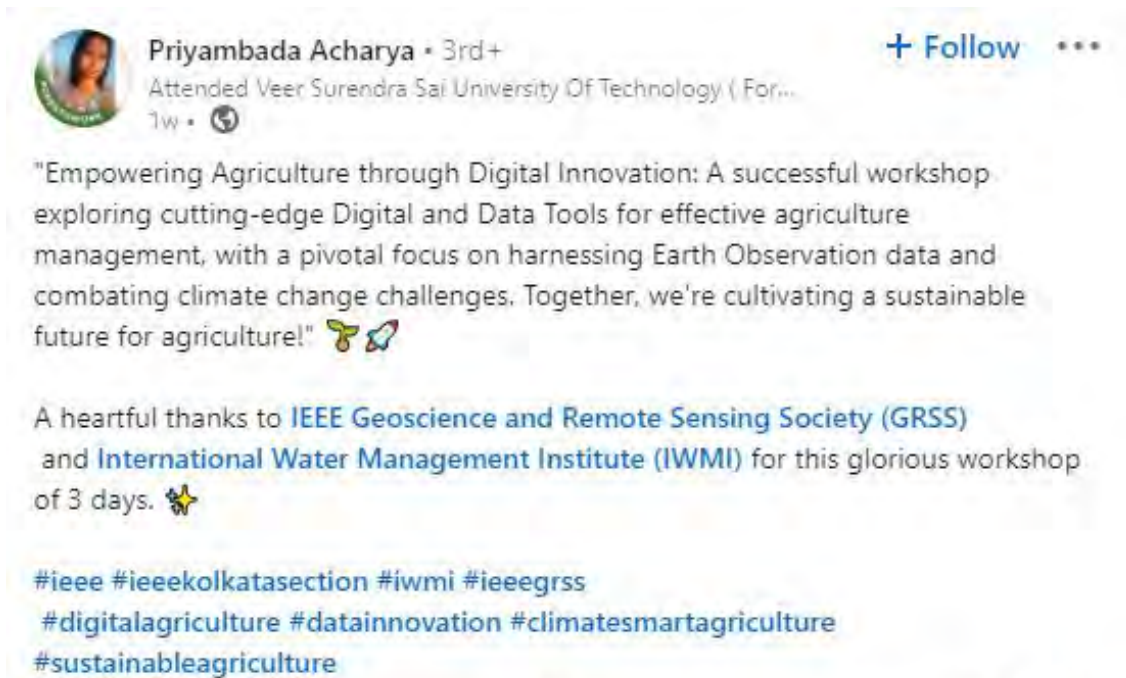 Priyambada Acharya • 3rd+
+ Follow •••
Attended Veer Surendra Sai University Of Technology ( For...
1w •
"Empowering Agriculture through Digital Innovation: A successful workshop
exploring cutting-edge Digital and Data Tools for effective agriculture
management, with a pivotal focus on harnessing Earth Observation data and
combating climate change challenges. Together, we're cultivating a sustainable
future for agriculture!" 🌱🚀
A heartful thanks to IEEE Geoscience and Remote Sensing Society (GRSS)
and International Water Management Institute (IWMI) for this glorious workshop
of 3 days. ✨
#ieee #ieeekolkatasection #iwmi #ieeegrss
#digitalagriculture #datainnovation #climatesmartagriculture
#sustainableagriculture